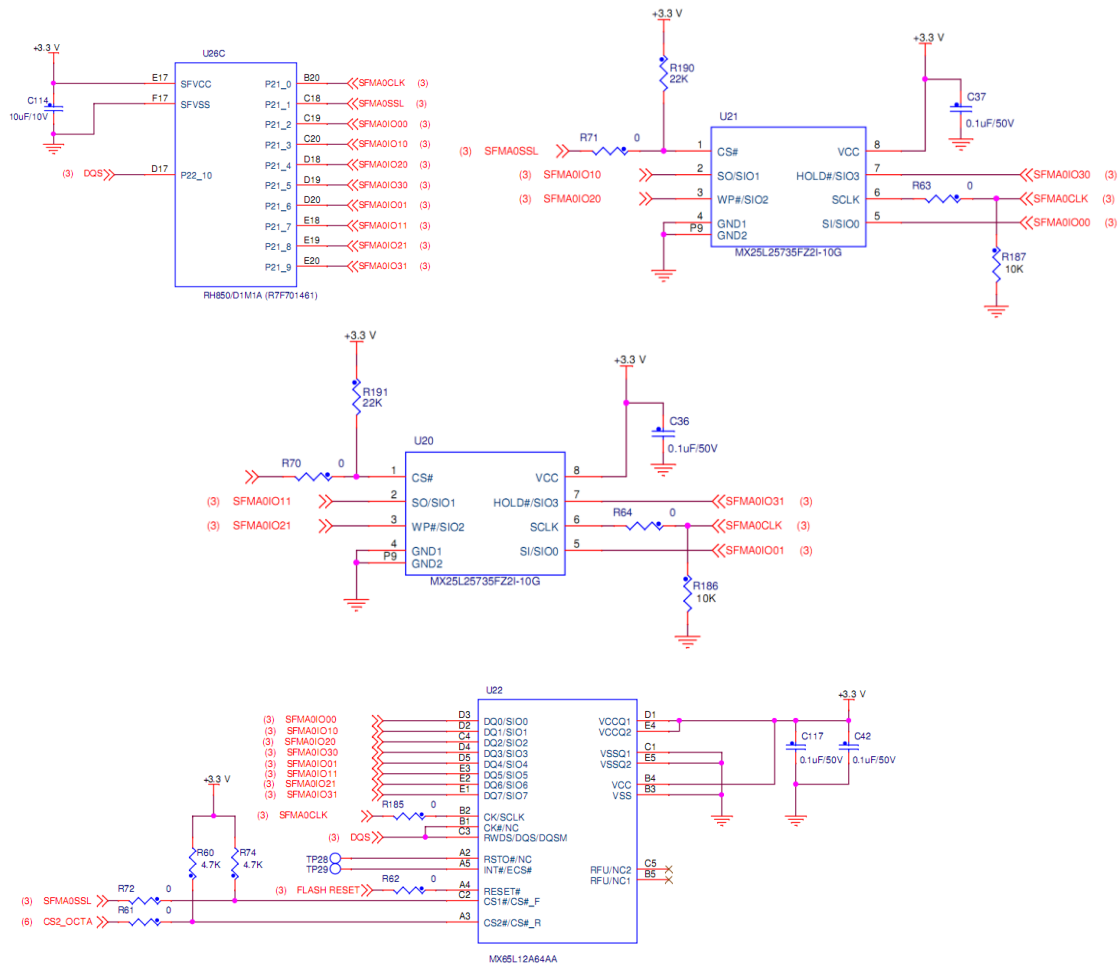 +3.3 V
C114
10uF/10V
(3) DQS
U26C
E17 SFVCC
F17 SFVSS
D17 P22_10
P21_0 B20 SFMA0CLK (3)
P21_1 C18 SFMA0SSL (3)
P21_2 C19 SFMA0IO00 (3)
P21_3 C20 SFMA0IO10 (3)
P21_4 D18 SFMA0IO20 (3)
P21_5 D19 SFMA0IO30 (3)
P21_6 D20 SFMA0IO01 (3)
P21_7 E18 SFMA0IO11 (3)
P21_8 E19 SFMA0IO21 (3)
P21_9 E20 SFMA0IO31 (3)
RH850/D1M1A (R7F701461)
+3.3 V
R190
22K
+3.3 V
C37
0.1uF/50V
U21
R71 0
(3) SFMA0SSL
(3) SFMA0IO10
(3) SFMA0IO20
1 CS#
2 SO/SIO1
3 WP#/SIO2
4 GND1
P9 GND2
VCC 8
HOLD#/SIO3 7
SCLK 6
SI/SIO0 5
R63 0
SFMA0IO30 (3)
SFMA0CLK (3)
SFMA0IO00 (3)
R187
10K
MX25L25735FZ2I-10G
+3.3 V
R191
22K
+3.3 V
C36
0.1uF/50V
U20
R70 0
(3) SFMA0IO11
(3) SFMA0IO21
1 CS#
2 SO/SIO1
3 WP#/SIO2
4 GND1
P9 GND2
VCC 8
HOLD#/SIO3 7
SCLK 6
SI/SIO0 5
R64 0
SFMA0IO31 (3)
SFMA0CLK (3)
SFMA0IO01 (3)
R186
10K
MX25L25735FZ2I-10G
U22
(3) SFMA0IO00 D3 DQ0/SIO0
(3) SFMA0IO10 D2 DQ1/SIO1
(3) SFMA0IO20 C4 DQ2/SIO2
(3) SFMA0IO30 D4 DQ3/SIO3
(3) SFMA0IO01 D5 DQ4/SIO4
(3) SFMA0IO11 E3 DQ5/SIO5
(3) SFMA0IO21 E2 DQ6/SIO6
(3) SFMA0IO31 E1 DQ7/SIO7
(3) SFMA0CLK R185 0 B2 CK/SCLK
B1 CK#/NC
(3) DQS C3 RWDS/DQS/DQSM
TP28 A2 RSTO#/NC
TP29 A5 INT#/ECS#
(3) FLASH RESET R62 0 A4 RESET#
(3) SFMA0SSL R72 0 C2 CS1#/CS#_F
(6) CS2_OCTA R61 0 A3 CS2#/CS#_R
+3.3 V
R60
4.7K
R74
4.7K
VCCQ1 D1
VCCQ2 E4
VSSQ1 C1
VSSQ2 E5
VCC B4
VSS B3
RFU/NC2 C5
RFU/NC1 B5
+3.3 V
C117
0.1uF/50V
C42
0.1uF/50V
MX65L12A64AA